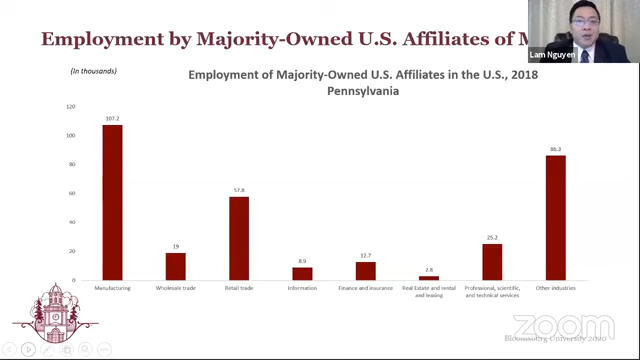 Employment by Majority-Owned U.S. Affiliates of M
Lam Nguyen
(In thousands)
Employment of Majority-Owned U.S. Affiliates in the U.S., 2018
Pennsylvania
120
100
80
60
40
20
0
107.2
19
57.8
8.9
12.7
2.8
25.2
86.3
Manufacturing
Wholesale trade
Retail trade
Information
Finance and insurance
Real Estate and rental
and leasing
Professional, scientific,
and technical services
Other industries
zoom
Bloomsburg University 2020